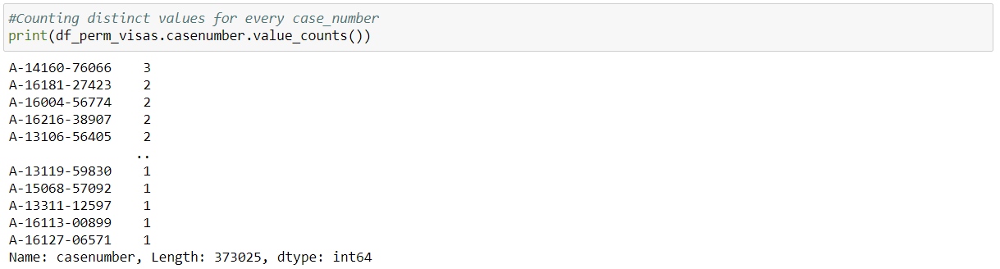 #Counting distinct values for every case_number
print(df_perm_visas.casenumber.value_counts())
A-14160-76066    3
A-16181-27423    2
A-16004-56774    2
A-16216-38907    2
A-13106-56405    2
                ..
A-13119-59830    1
A-15068-57092    1
A-13311-12597    1
A-16113-00899    1
A-16127-06571    1
Name: casenumber, Length: 373025, dtype: int64